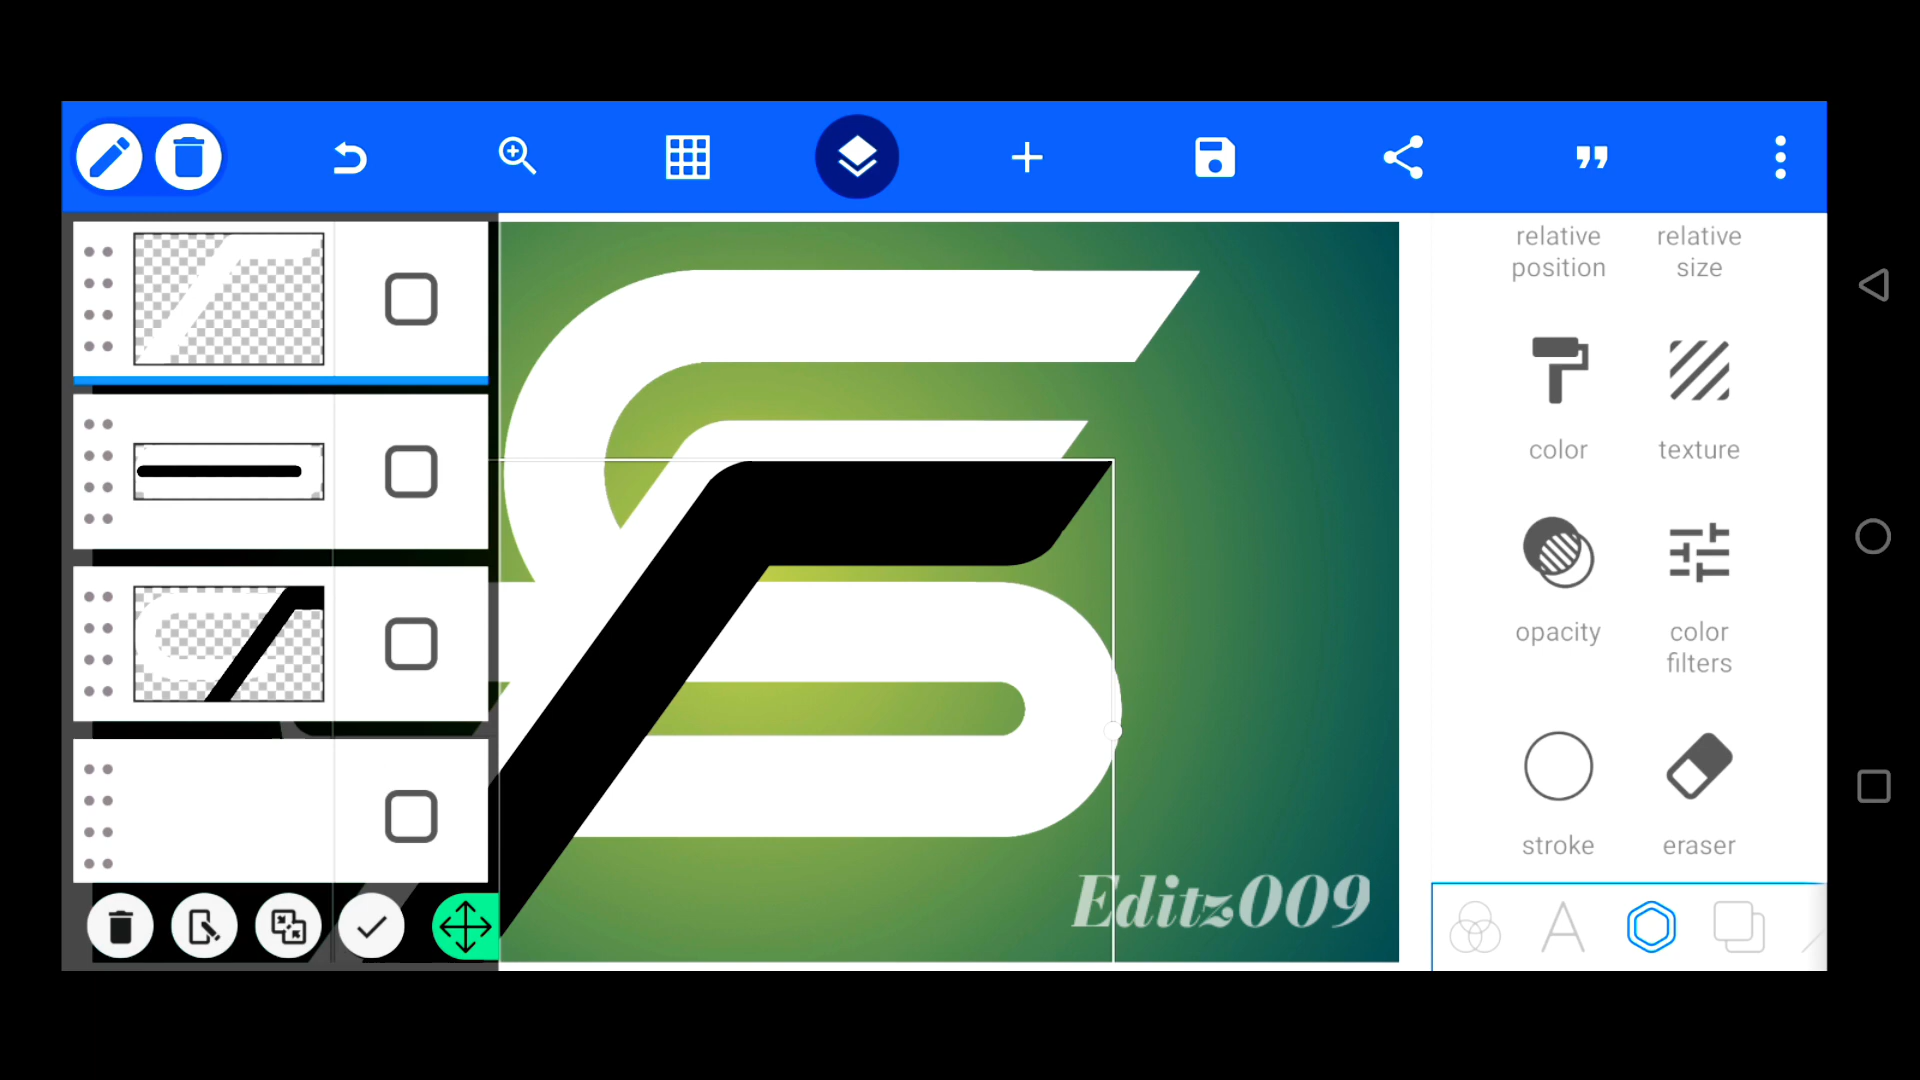 relative
position
relative
size
color
texture
opacity
color
filters
stroke
eraser
Editz009